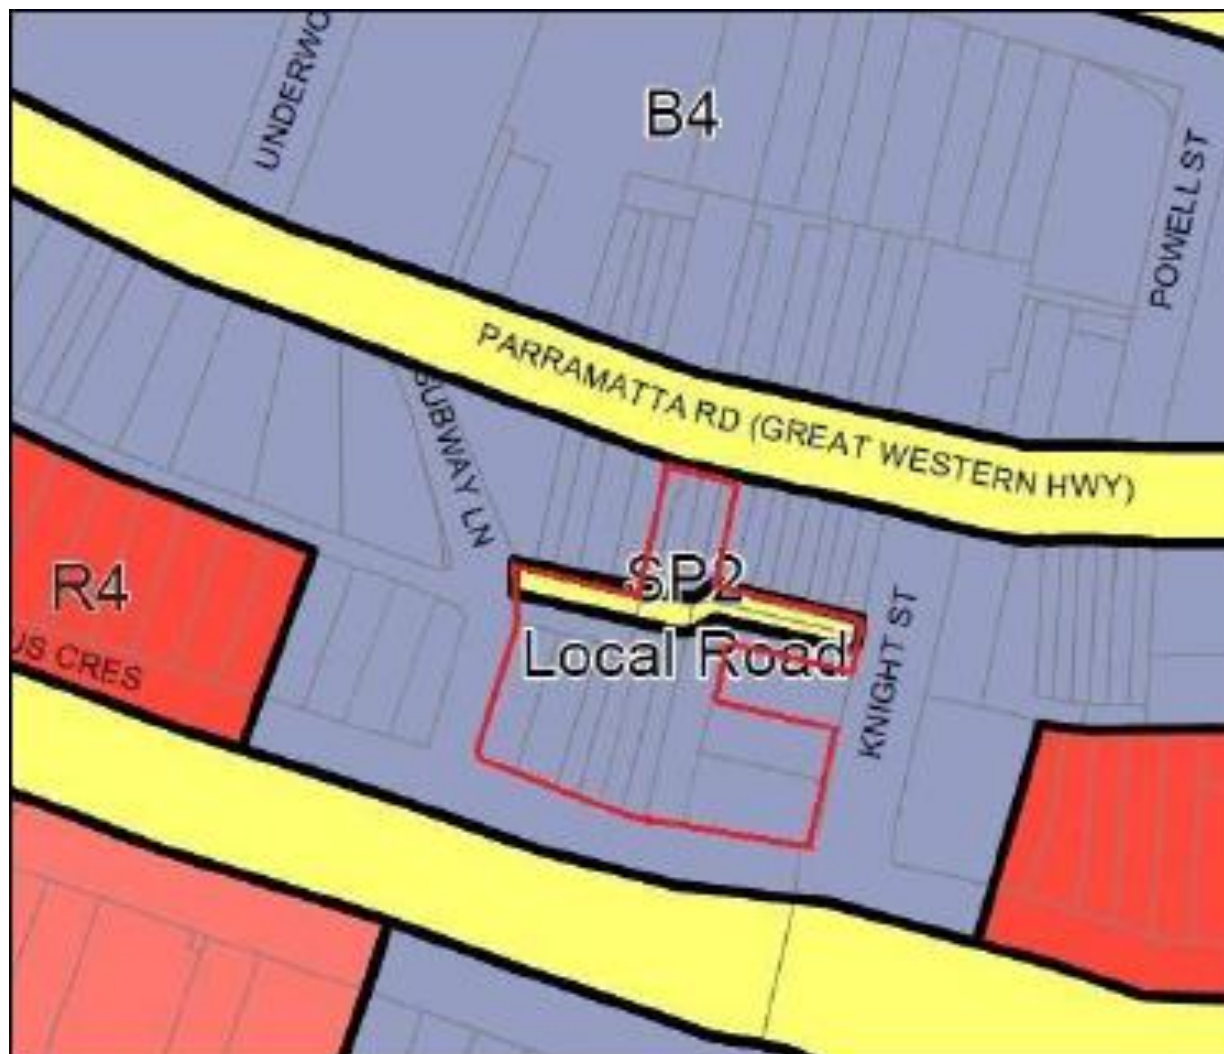 UNDERWO
B4
POWELL ST
PARRAMATTA RD (GREAT WESTERN HWY)
SUBWAY LN
SP2
R4
Local Road
KNIGHT ST
US CRES